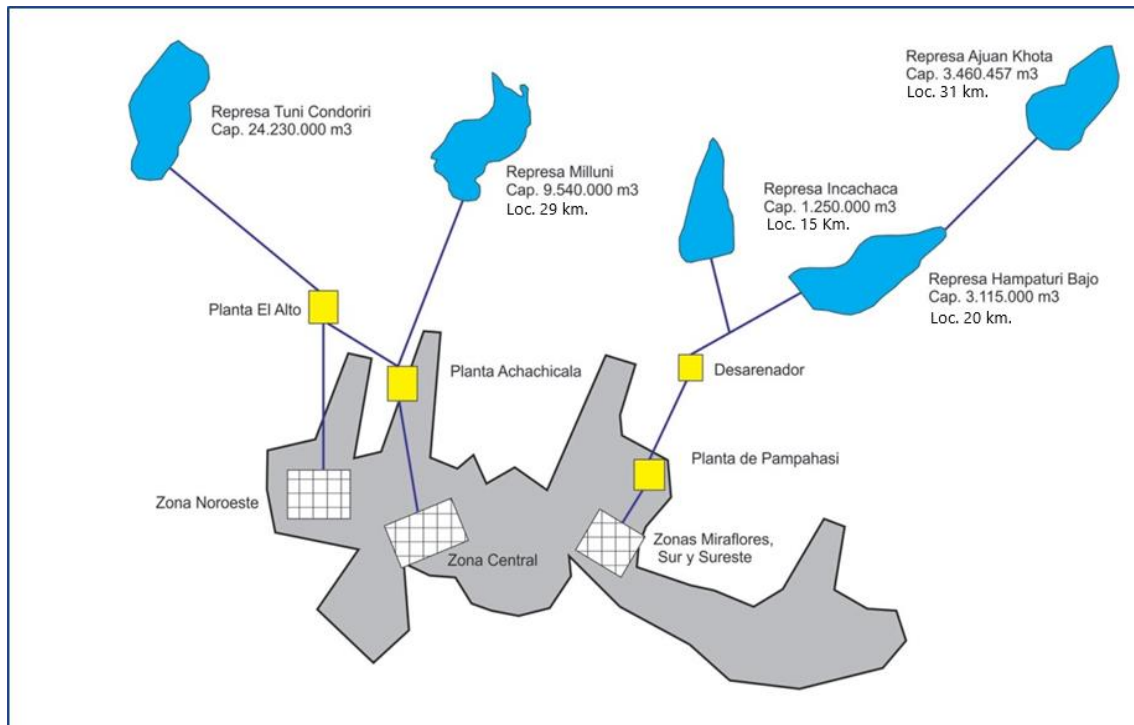 Represa Ajuan Khota
Cap. 3.460.457 m3
Loc. 31 km.
Represa Tuni Condoriri
Cap. 24.230.000 m3
Represa Milluni
Cap. 9.540.000 m3
Loc. 29 km.
Represa Incachaca
Cap. 1.250.000 m3
Loc. 15 Km.
Represa Hampaturi Bajo
Cap. 3.115.000 m3
Loc. 20 km.
Planta El Alto
Planta Achachicala
Desarenador
Planta de Pampahasi
Zona Noroeste
Zona Central
Zonas Miraflores,
Sur y Sureste